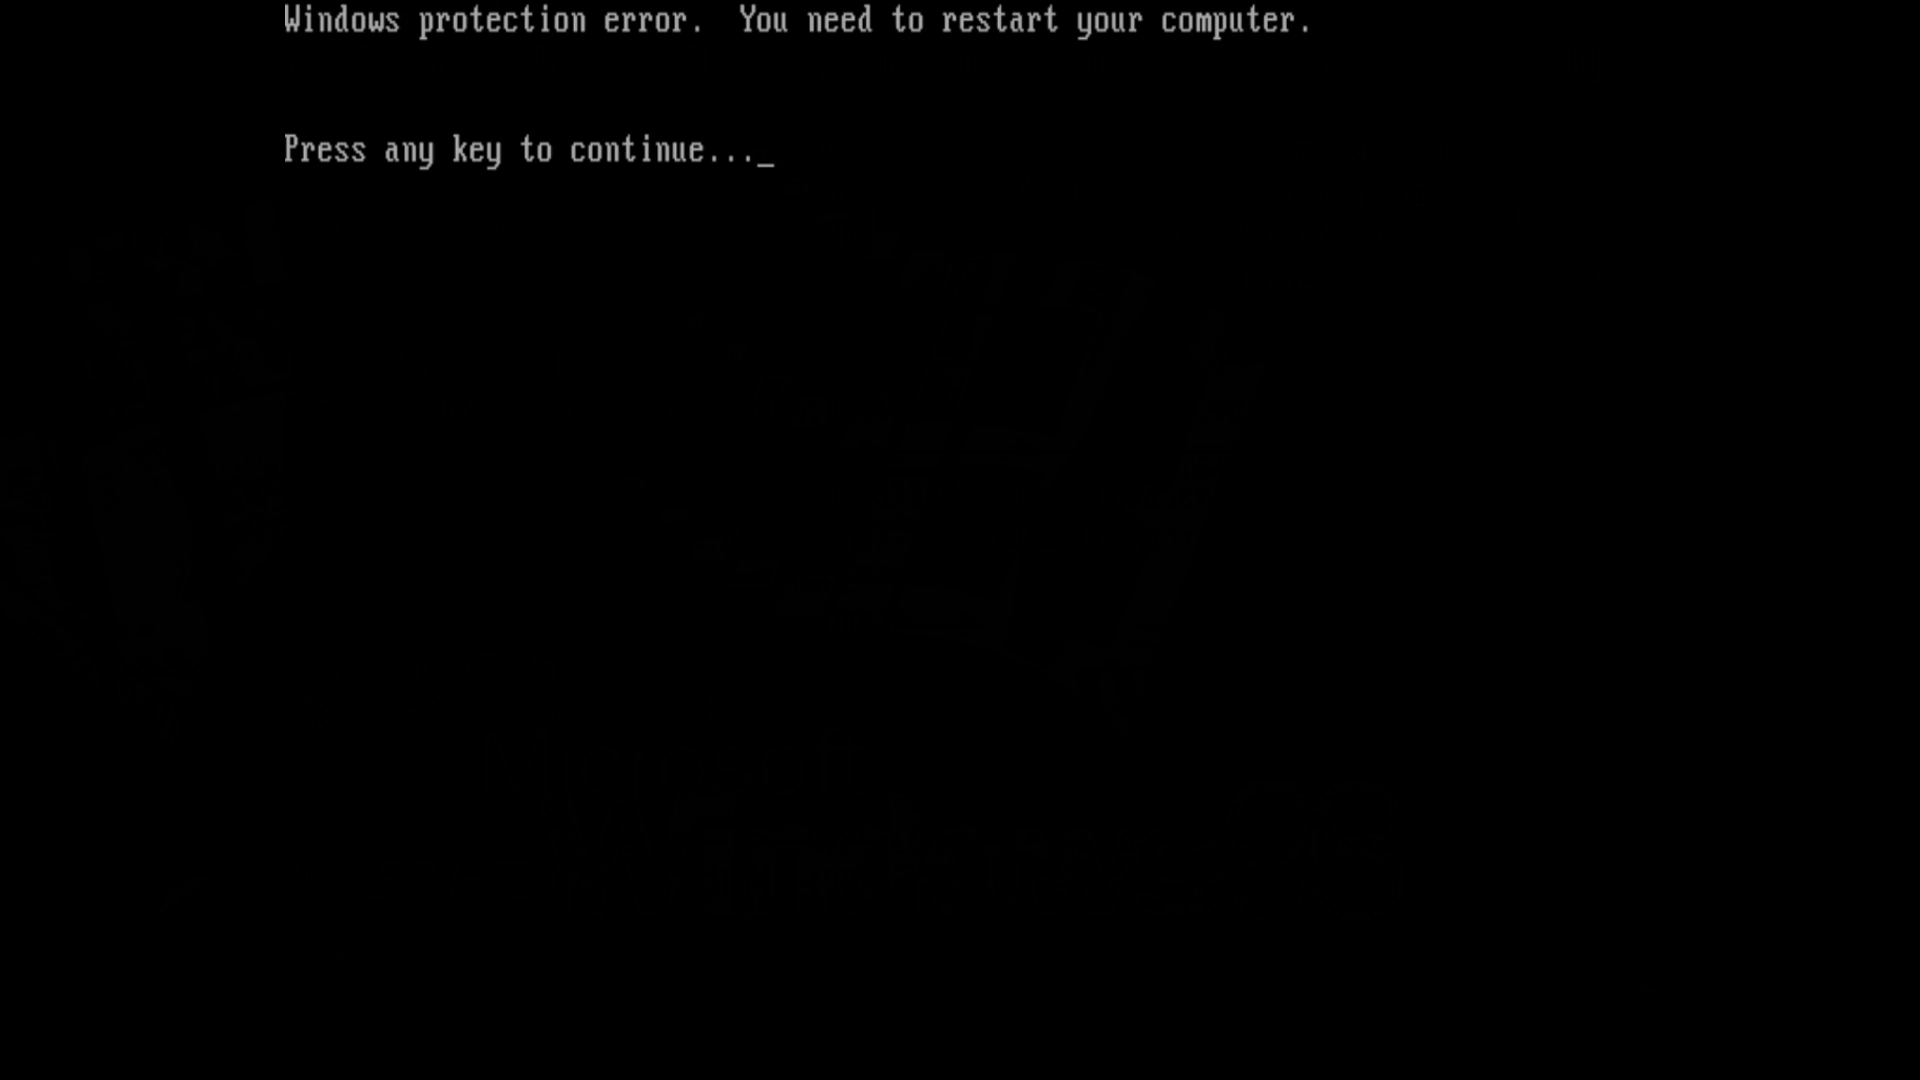 Windows protection error.  You need to restart your computer.
Press any key to continue..._